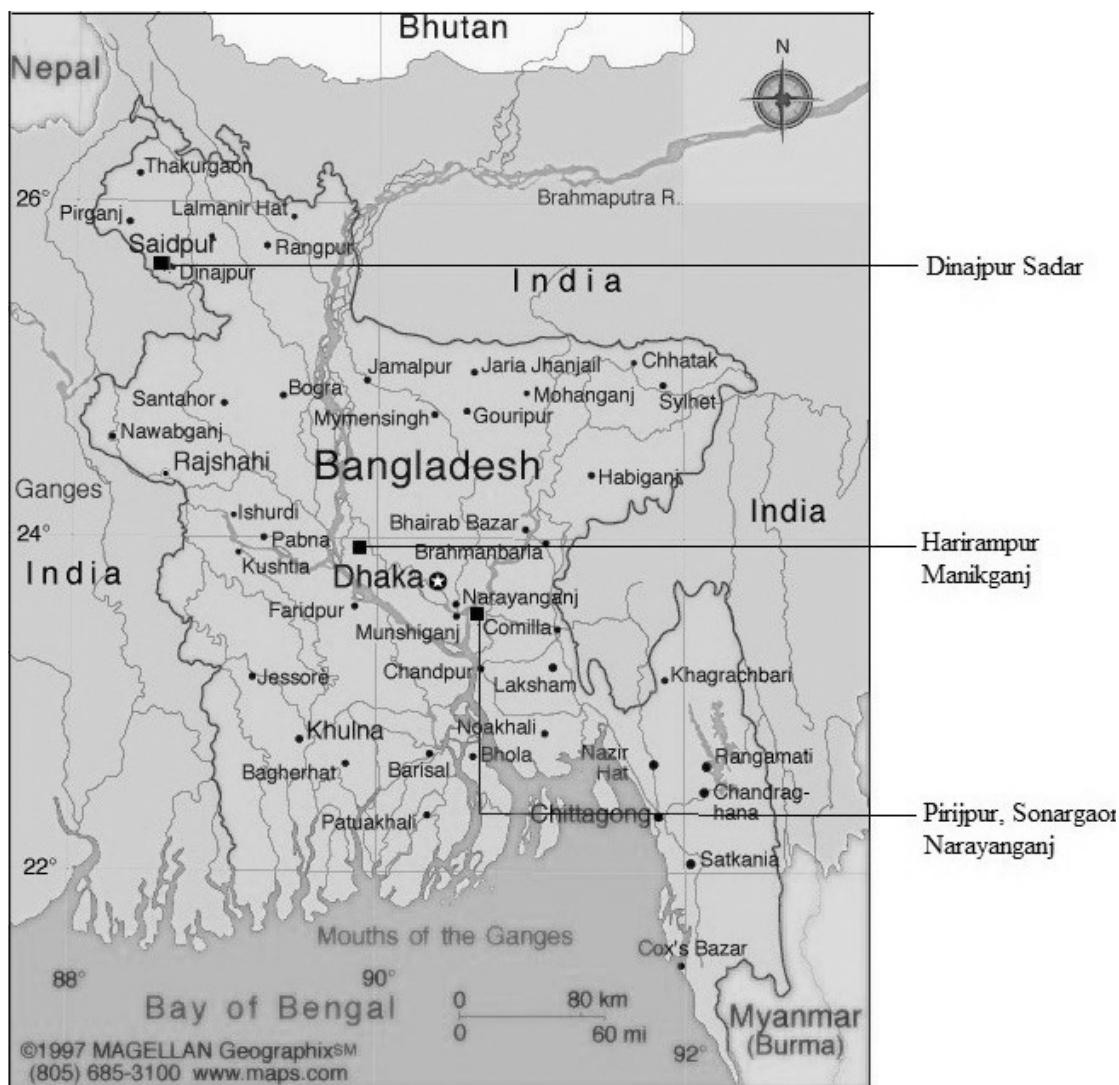 Bhutan
Nepal
N
Thakurgaon
26°
Brahmaputra R.
Pirganj
Lalmanir Hat
Saidpur
Rangpur
Dinajpur
India
Dinajpur Sadar
Jamalpur
Jaria Jhanjail
Chhatak
Santahor
Bogra
Mohanganj
Sylhet
Mymensingh
Gouripur
Nawabganj
Rajshahi
Bangladesh
Habiganj
Ganges
Ishurdi
Bhairab Bazar
India
24°
Pabna
Brahmanbaria
Harirampur
Manikganj
India
Kushtia
Dhaka
Faridpur
Narayanganj
Munshiganj
Comilla
Jessore
Chandpur
Laksham
Khagrachbari
Khulna
Noakhali
Bagherhat
Barisal
Bhola
Nazir
Hat
Rangamati
Chandrag-
hana
Patuakhali
Chittagong
Pirijpur, Sonargaon
Narayanganj
22°
Satkania
Mouths of the Ganges
Cox's Bazar
88°
90°
Bay of Bengal
0 80 km
0 60 mi
92°
Myanmar
(Burma)
©1997 MAGELLAN Geographix℠
(805) 685-3100 www.maps.com